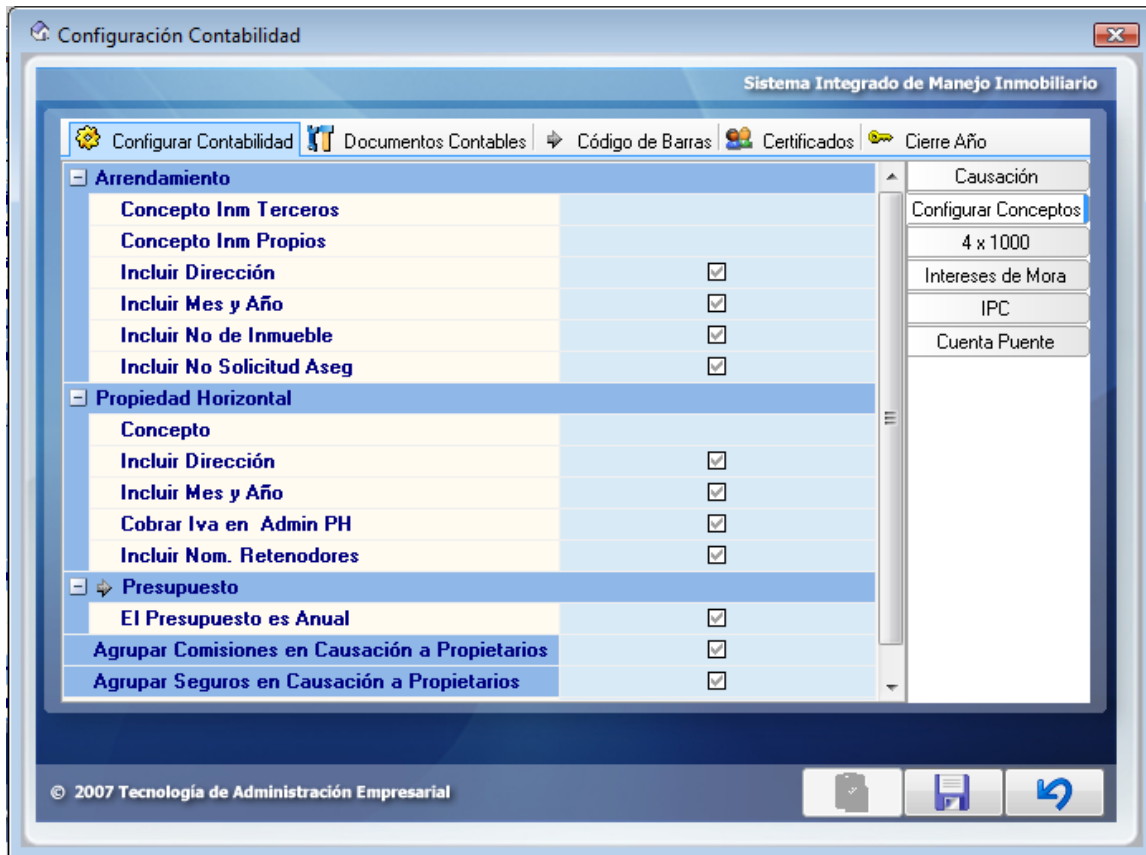 Configuración Contabilidad
Sistema Integrado de Manejo Inmobiliario
Configurar Contabilidad Documentos Contables Código de Barras Certificados Cierre Año
Arrendamiento
Concepto Inm Terceros
Concepto Inm Propios
Incluir Dirección
Incluir Mes y Año
Incluir No de Inmueble
Incluir No Solicitud Aseg
Propiedad Horizontal
Concepto
Incluir Dirección
Incluir Mes y Año
Cobrar Iva en Admin PH
Incluir Nom. Retenodores
Presupuesto
El Presupuesto es Anual
Agrupar Comisiones en Causación a Propietarios
Agrupar Seguros en Causación a Propietarios
Causación
Configurar Conceptos
4 x 1000
Intereses de Mora
IPC
Cuenta Puente
© 2007 Tecnología de Administración Empresarial